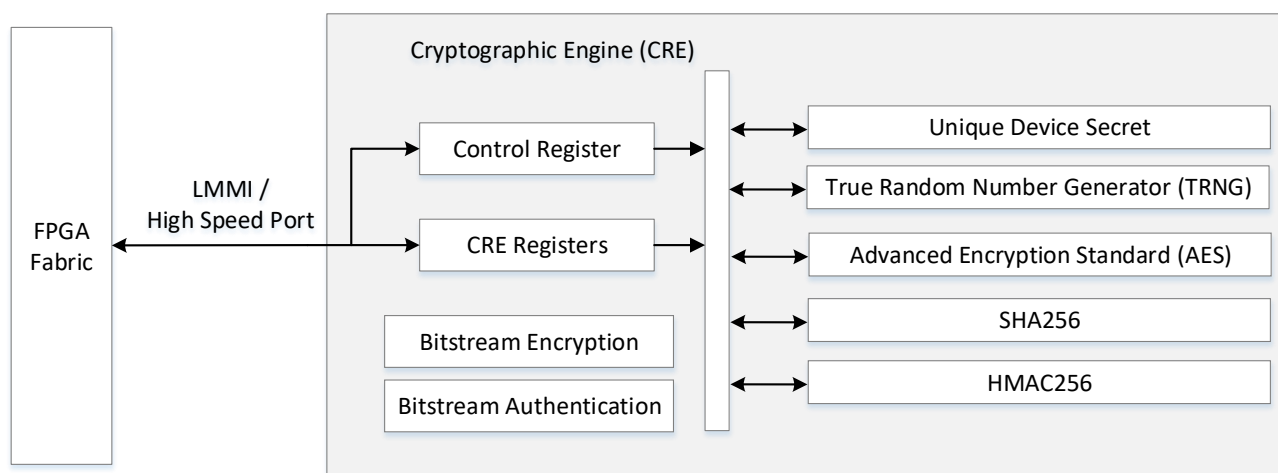 Cryptographic Engine (CRE)
FPGA
Fabric
LMMI /
High Speed Port
Control Register
CRE Registers
Bitstream Encryption
Bitstream Authentication
Unique Device Secret
True Random Number Generator (TRNG)
Advanced Encryption Standard (AES)
SHA256
HMAC256